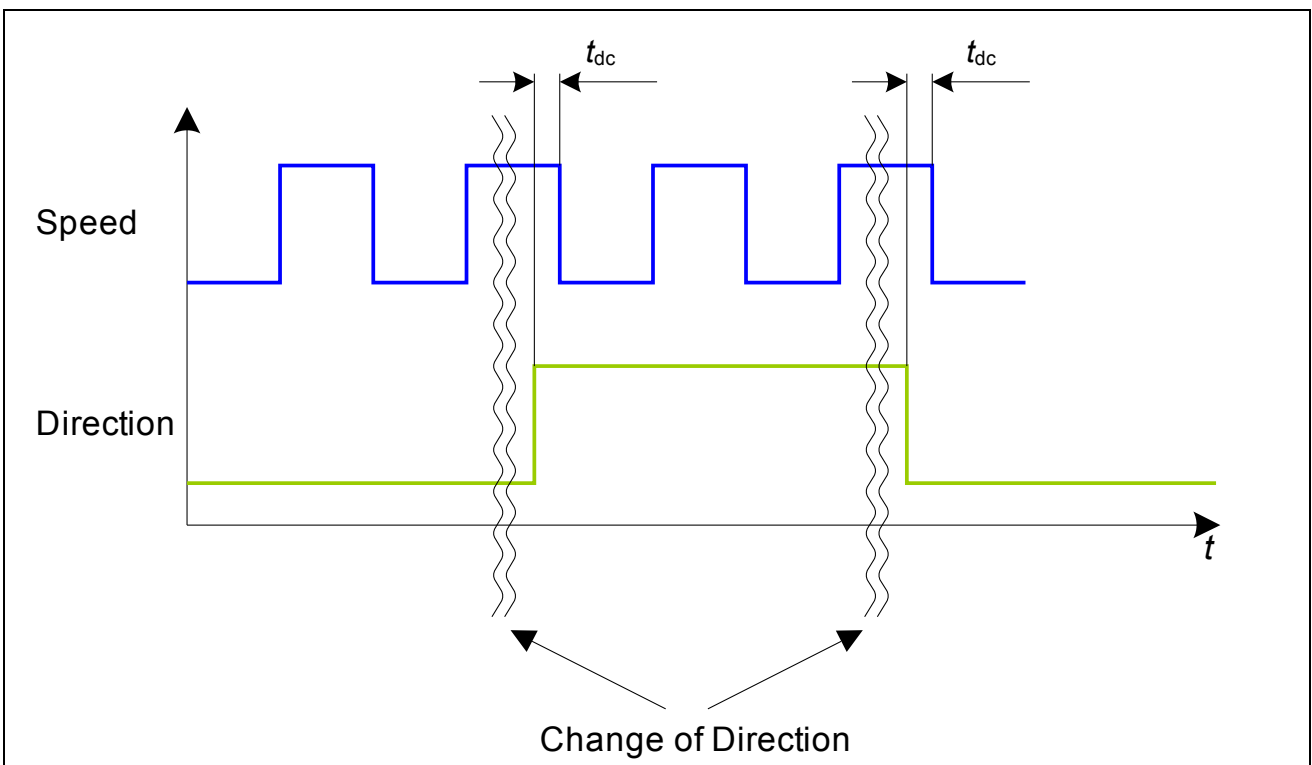 tdc
tdc
Speed
Direction
t
Change of Direction